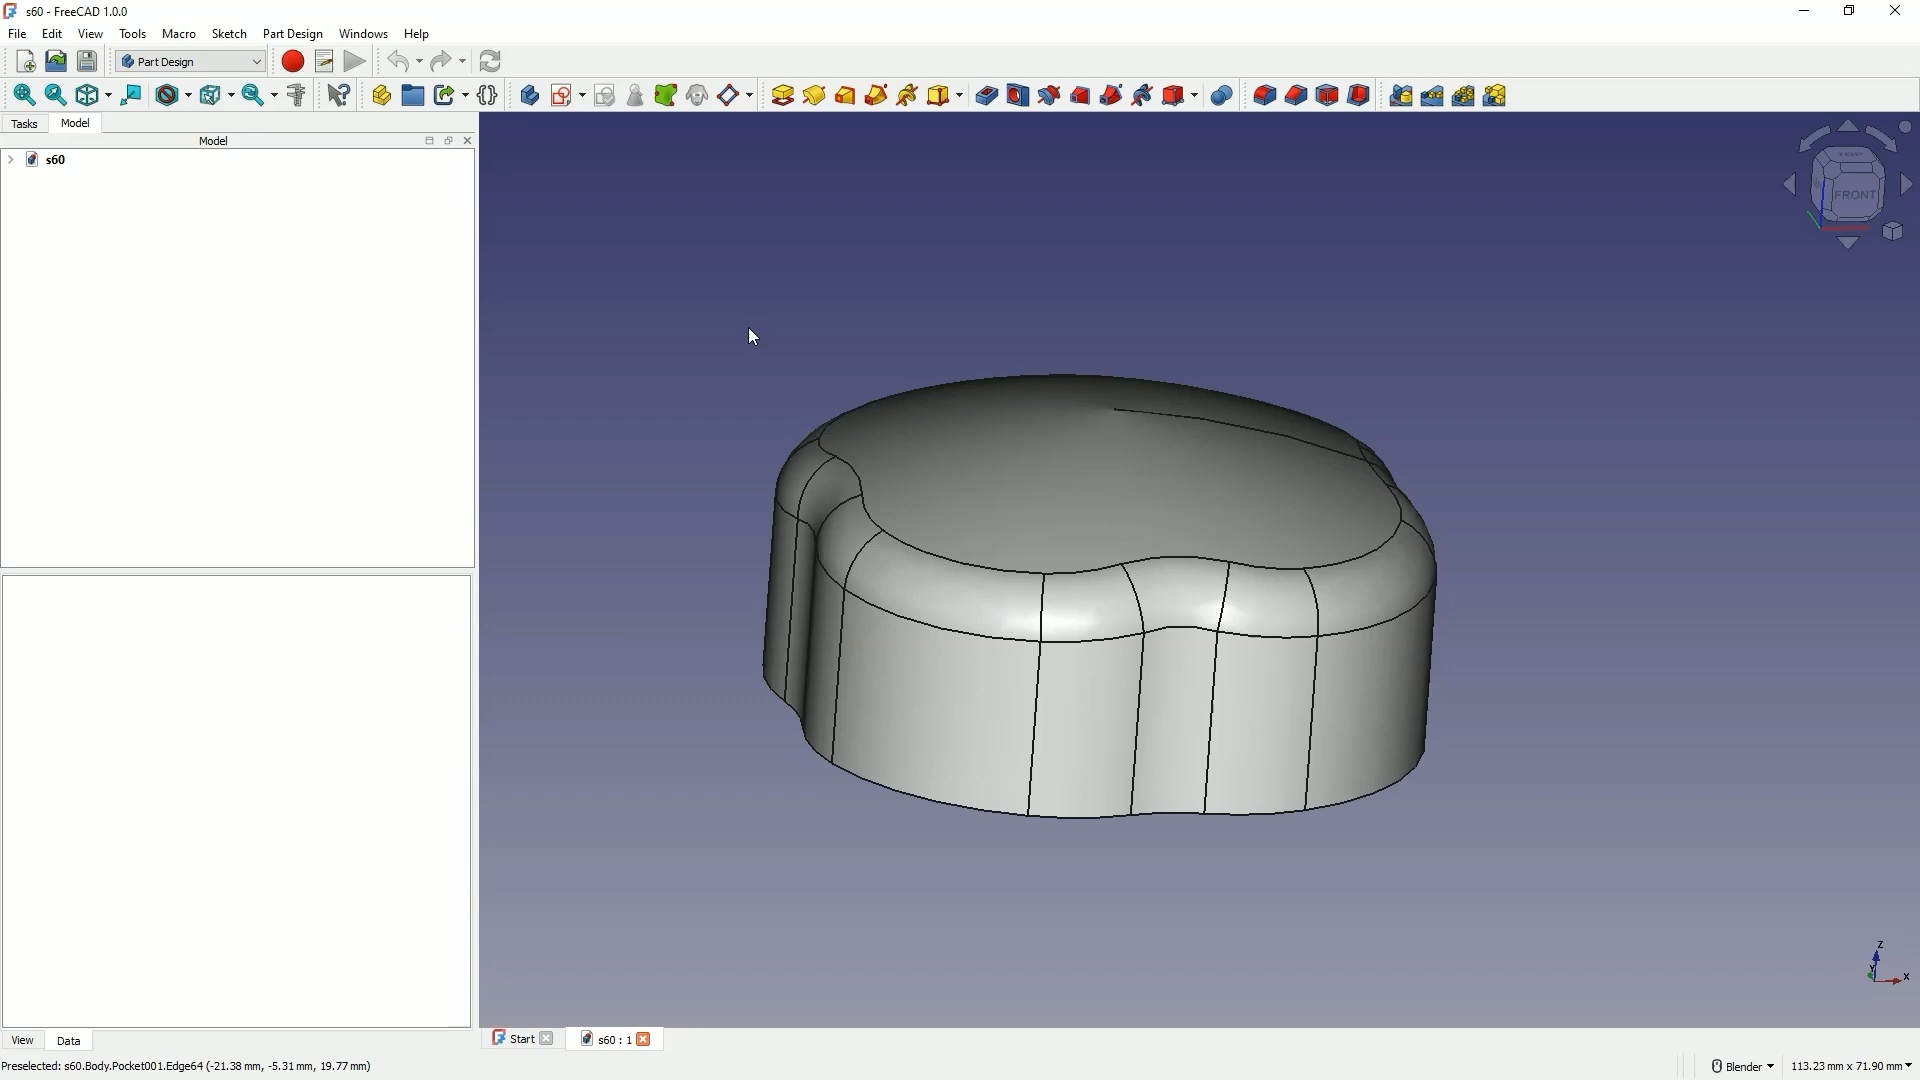 s60 - FreeCAD 1.0.0
File Edit View Tools Macro Sketch Part Design Windows Help
Part Design
Tasks Model
Model
s60
TOP
FRONT
Z
Y
X
View Data
Start s60 : 1
Preselected: s60.Body.Pocket001.Edge64 (-21.38 mm, -5.31 mm, 19.77 mm)
Blender 113.23 mm x 71.90 mm